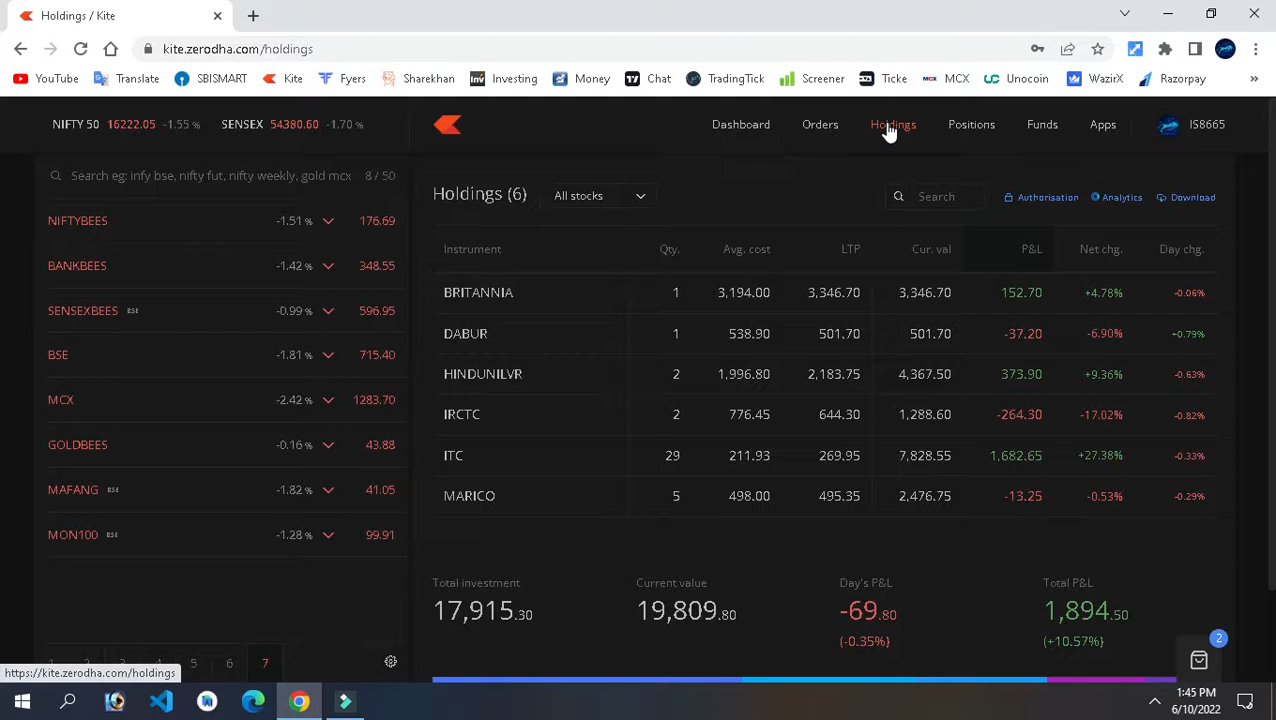 Holdings / Kite
kite.zerodha.com/holdings
YouTube Translate SBISMART Kite Fyers Sharekhan Inv Investing Money Chat TradingTick Screener Ticke MCX MCX Unocoin WazirX Razorpay »
NIFTY 50 16222.05 -1.55 % SENSEX 54,380.60 -1.70 %
Dashboard Orders Holdings Positions Funds Apps IS8665
Search eg: infy bse, nifty fut, nifty weekly, gold mcx 8 / 50
Holdings (6) All stocks Search Authorisation Analytics Download
NIFTYBEES -1.51 % 176.69
BANKBEES -1.42 % 348.55
SENSEXBEES BSE -0.99 % 596.95
BSE -1.81 % 715.40
MCX -2.42 % 1283.70
GOLDBEES -0.16 % 43.88
MAFANG BSE -1.82 % 41.05
MON100 BSE -1.28 % 99.91
Instrument Qty. Avg. cost LTP Cur. val P&L Net chg. Day chg.
BRITANNIA 1 3,194.00 3,346.70 3,346.70 152.70 +4.78% -0.06%
DABUR 1 538.90 501.70 501.70 -37.20 -6.90% +0.79%
HINDUNILVR 2 1,996.80 2,183.75 4,367.50 373.90 +9.36% -0.63%
IRCTC 2 776.45 644.30 1,288.60 -264.30 -17.02% -0.82%
ITC 29 211.93 269.95 7,828.55 1,682.65 +27.38% -0.33%
MARICO 5 498.00 495.35 2,476.75 -13.25 -0.53% -0.29%
Total investment Current value Day's P&L Total P&L
17,915.30 19,809.80 -69.80 1,894.50
(-0.35%) (+10.57%)
2
1 2 3 4 5 6 7
https://kite.zerodha.com/holdings
1:45 PM
6/10/2022